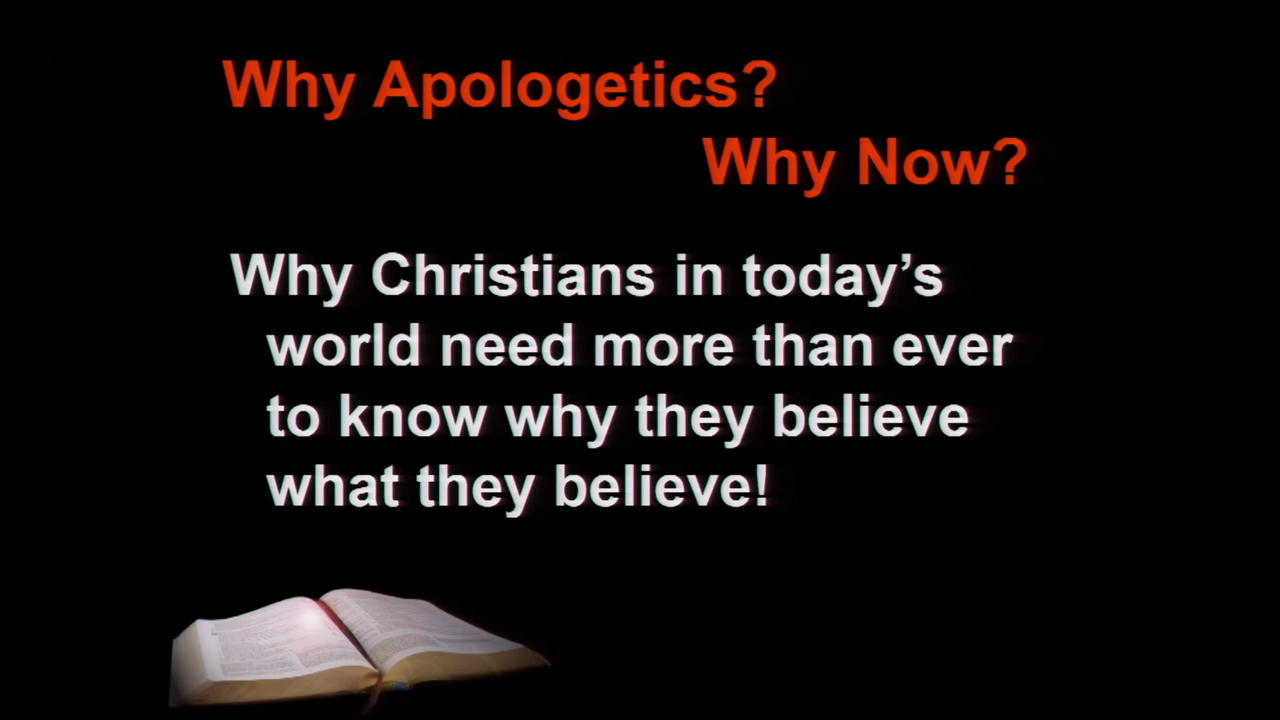 Why Apologetics?
Why Now?
Why Christians in today’s
world need more than ever
to know why they believe
what they believe!